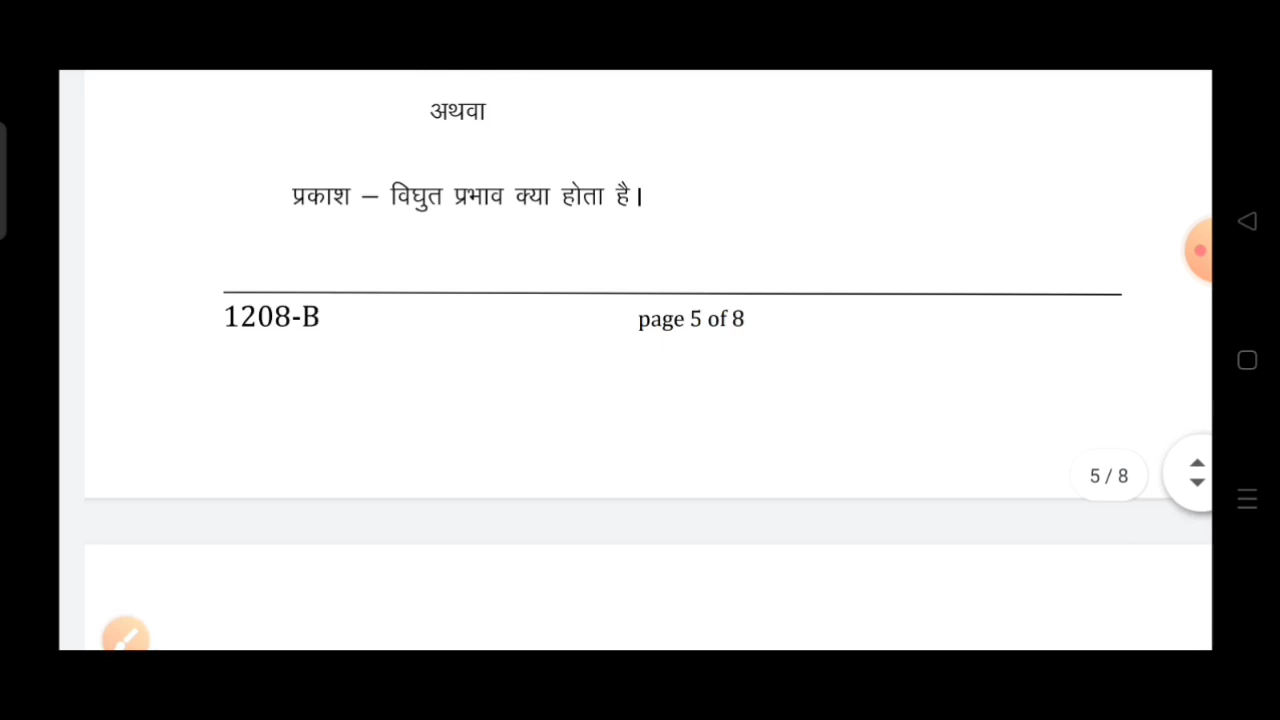 अथवा
प्रकाश – विघुत प्रभाव क्या होता है।
1208-B page 5 of 8
5 / 8